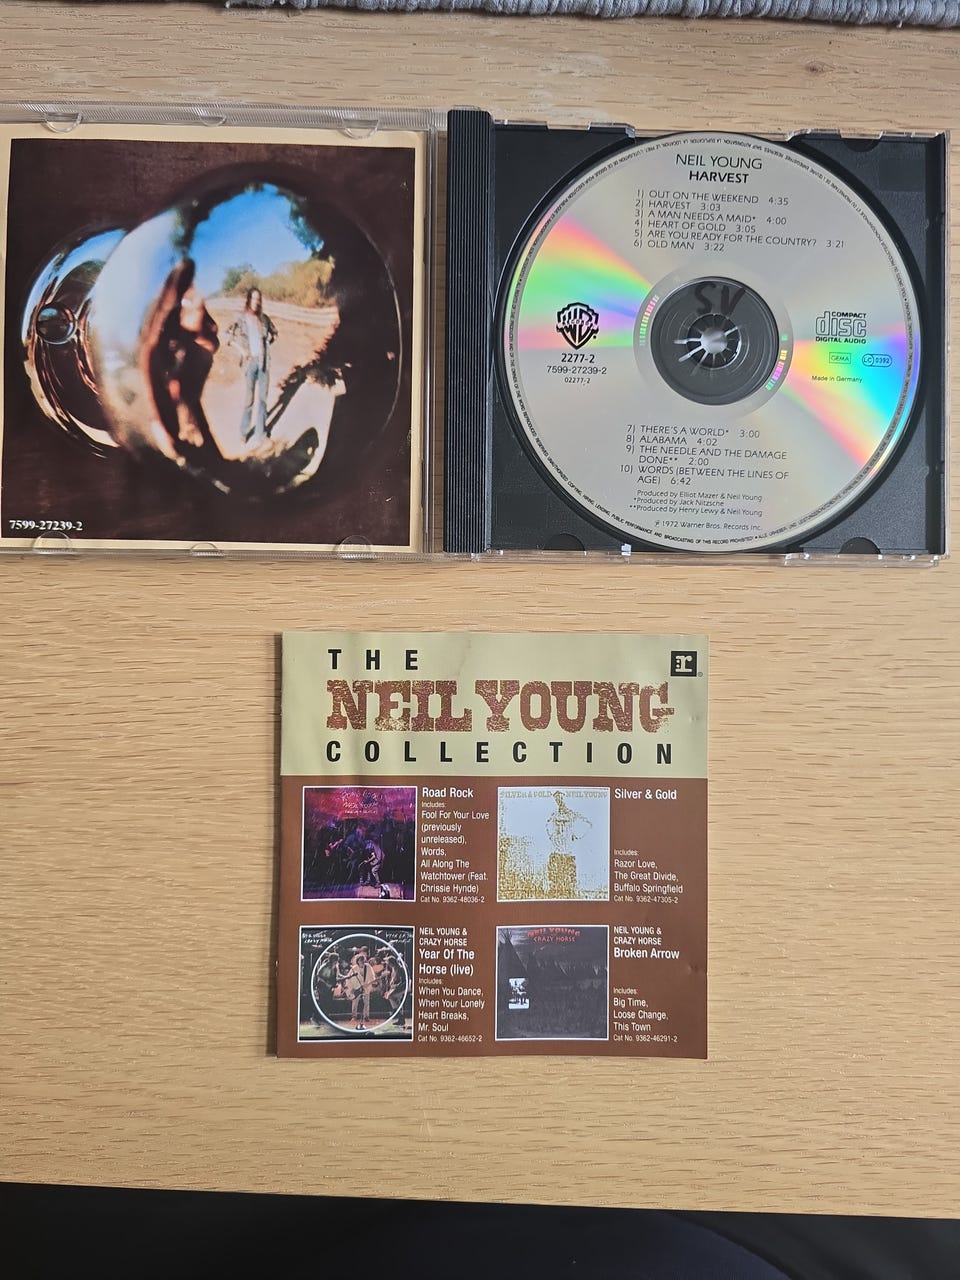 7599-27239-2
NEIL YOUNG
HARVEST
1) OUT ON THE WEEKEND 4:35
2) HARVEST 3:03
3) A MAN NEEDS A MAID* 4:00
4) HEART OF GOLD 3:05
5) ARE YOU READY FOR THE COUNTRY? 3:21
6) OLD MAN 3:22
SV
2277-2
7599-27239-2
02277-2
COMPACT
disc
DIGITAL AUDIO
GEMA
LC 0392
Made in Germany
7) THERE'S A WORLD* 3:00
8) ALABAMA 4:02
9) THE NEEDLE AND THE DAMAGE
DONE** 2:00
10) WORDS (BETWEEN THE LINES OF
AGE) 6:42
Produced by Elliot Mazer & Neil Young
*Produced by Jack Nitzsche
**Produced by Henry Lewy & Neil Young
℗ 1972 Warner Bros. Records Inc.
THE
NEIL YOUNG
COLLECTION
r
®
Road Rock
Includes:
Fool For Your Love
(previously
unreleased),
Words,
All Along The
Watchtower (Feat.
Chrissie Hynde)
Cat No. 9362-48036-2
SILVER & GOLD NEIL YOUNG
Silver & Gold
Includes:
Razor Love,
The Great Divide,
Buffalo Springfield
Cat No. 9362-47305-2
NEIL YOUNG &
CRAZY HORSE
Year Of The
Horse (live)
Includes:
When You Dance,
When Your Lonely
Heart Breaks,
Mr. Soul
Cat No. 9362-46652-2
NEIL YOUNG
CRAZY HORSE
NEIL YOUNG &
CRAZY HORSE
Broken Arrow
Includes:
Big Time,
Loose Change,
This Town
Cat No. 9362-46291-2